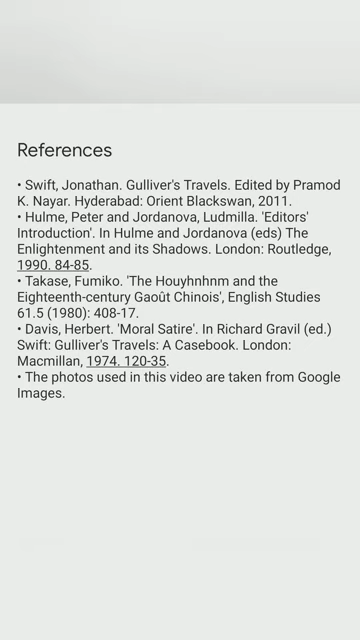 References
• Swift, Jonathan. Gulliver's Travels. Edited by Pramod
K. Nayar. Hyderabad: Orient Blackswan, 2011.
• Hulme, Peter and Jordanova, Ludmilla. 'Editors'
Introduction'. In Hulme and Jordanova (eds) The
Enlightenment and its Shadows. London: Routledge,
1990. 84-85.
• Takase, Fumiko. 'The Houyhnhnm and the
Eighteenth-century Gaoût Chinois', English Studies
61.5 (1980): 408-17.
• Davis, Herbert. 'Moral Satire'. In Richard Gravil (ed.)
Swift: Gulliver's Travels: A Casebook. London:
Macmillan, 1974. 120-35.
• The photos used in this video are taken from Google
Images.